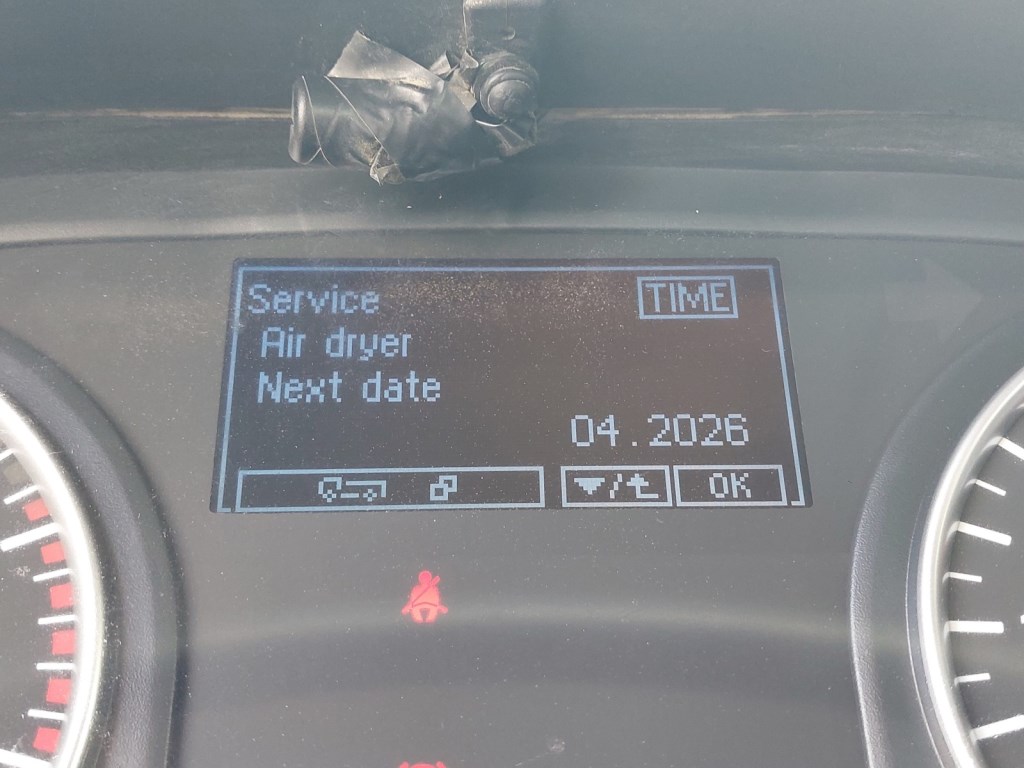 Service TIME
Air dryer
Next date
04.2026
OK